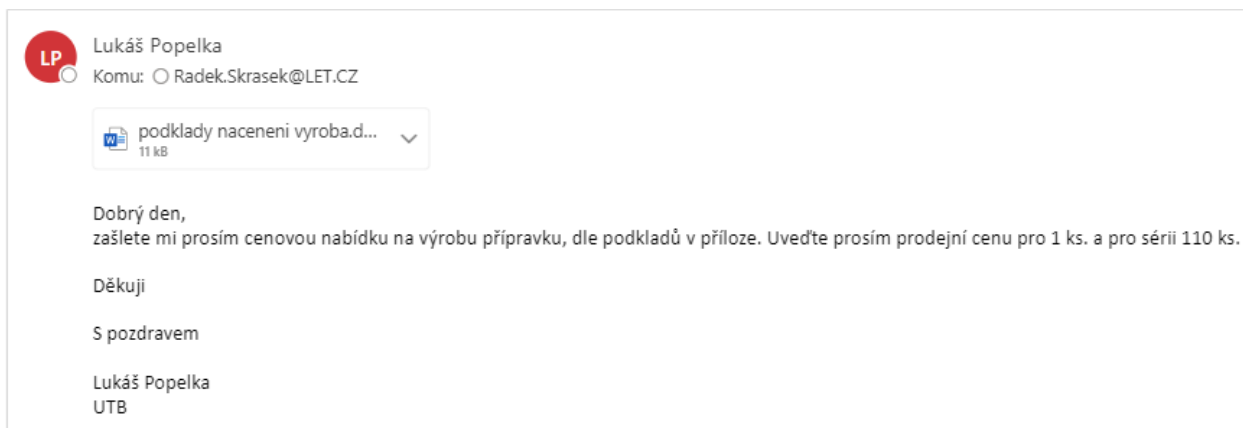 LP
Lukáš Popelka
Komu: Radek.Skrasek@LET.CZ
podklady naceneni vyroba.d...
11 kB
Dobrý den,
zašlete mi prosím cenovou nabídku na výrobu přípravku, dle podkladů v příloze. Uveďte prosím prodejní cenu pro 1 ks. a pro sérii 110 ks.
Děkuji
S pozdravem
Lukáš Popelka
UTB